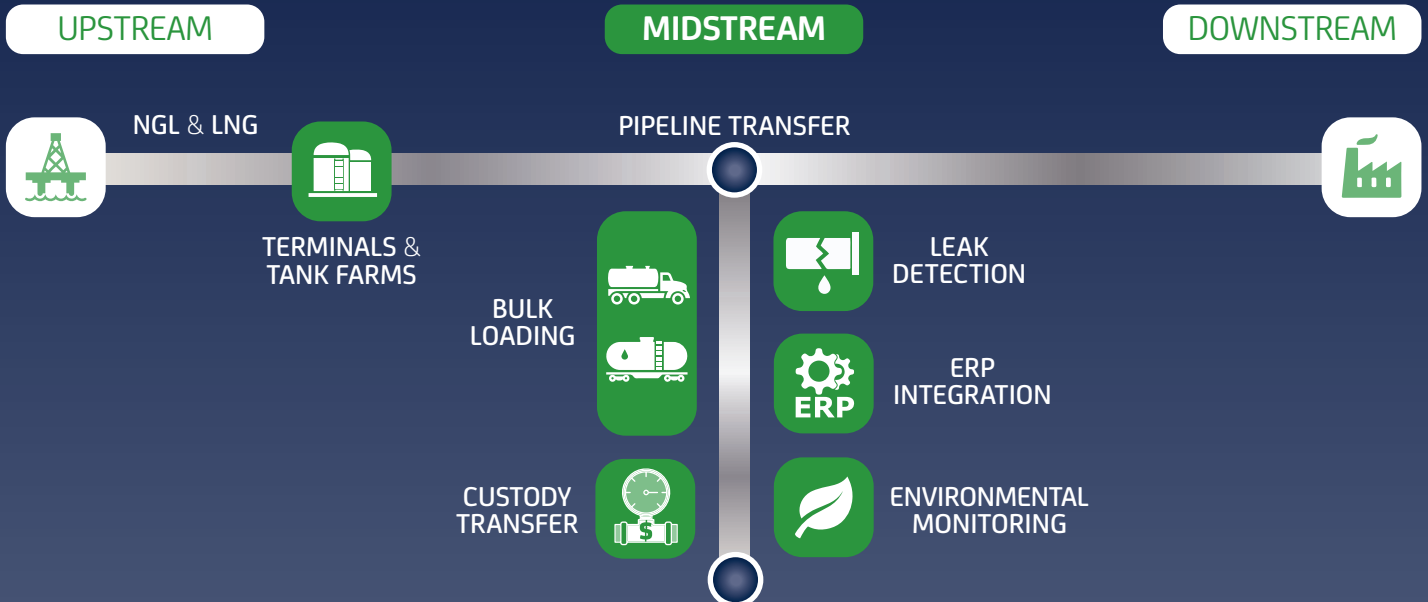 UPSTREAM
MIDSTREAM
DOWNSTREAM
NGL & LNG
PIPELINE TRANSFER
TERMINALS &
TANK FARMS
BULK
LOADING
LEAK
DETECTION
ERP
ERP
INTEGRATION
CUSTODY
TRANSFER
$
ENVIRONMENTAL
MONITORING